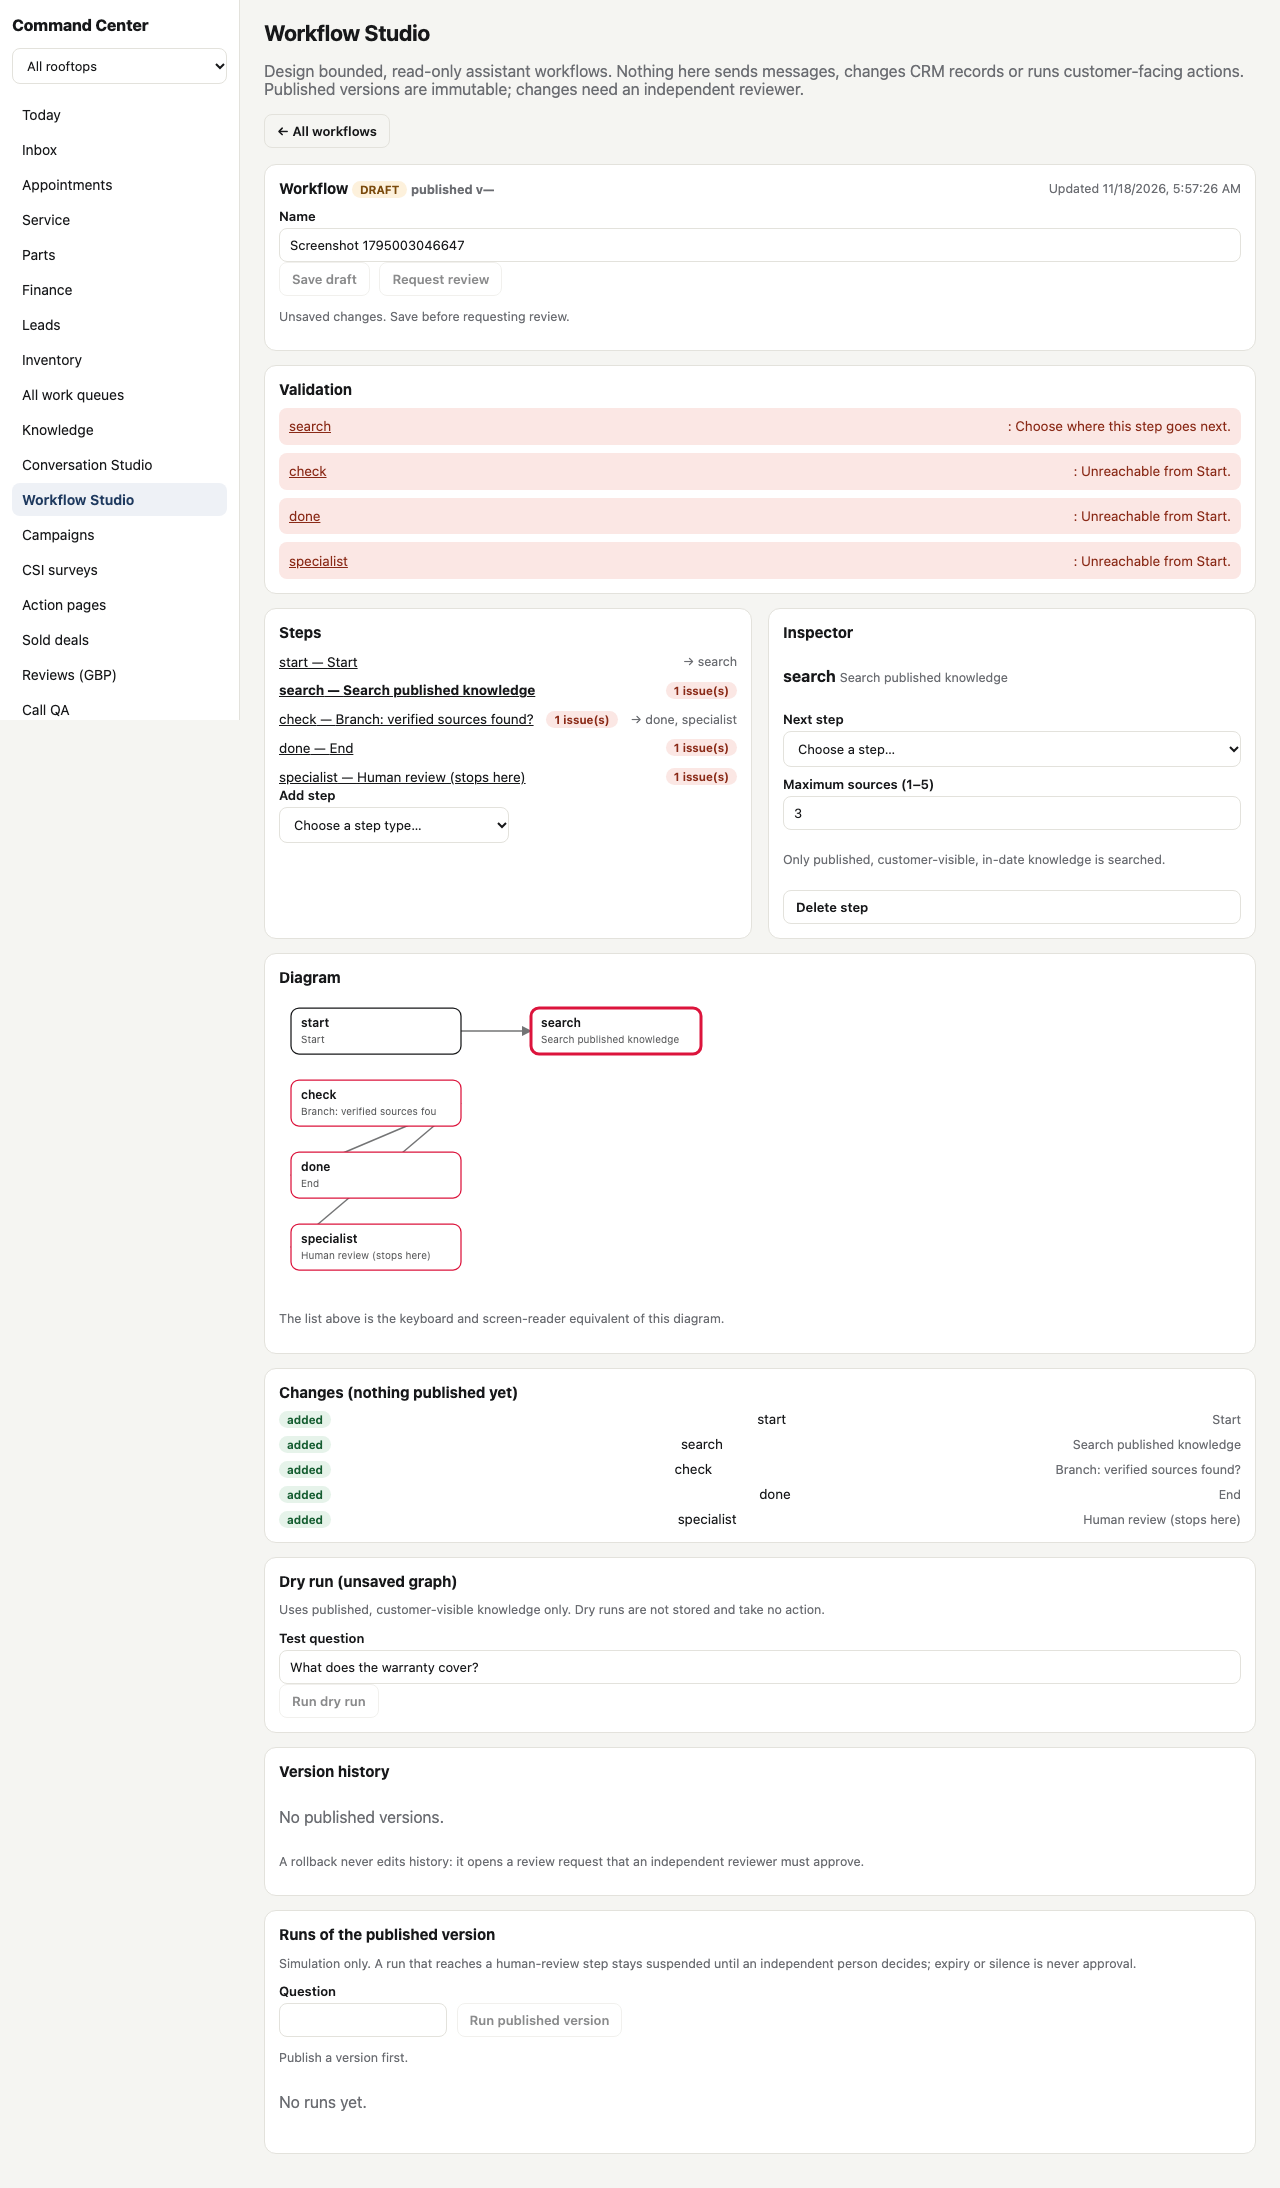 Command Center
All rooftops
Today
Inbox
Appointments
Service
Parts
Finance
Leads
Inventory
All work queues
Knowledge
Conversation Studio
Workflow Studio
Campaigns
CSI surveys
Action pages
Sold deals
Reviews (GBP)
Call QA
Workflow Studio
Design bounded, read-only assistant workflows. Nothing here sends messages, changes CRM records or runs customer-facing actions.
Published versions are immutable; changes need an independent reviewer.
← All workflows
Workflow DRAFT published v— Updated 11/18/2026, 5:57:26 AM
Name
Screenshot 1795003046647
Save draft Request review
Unsaved changes. Save before requesting review.
Validation
search : Choose where this step goes next.
check : Unreachable from Start.
done : Unreachable from Start.
specialist : Unreachable from Start.
Steps
start — Start → search
search — Search published knowledge 1 issue(s)
check — Branch: verified sources found? 1 issue(s) → done, specialist
done — End 1 issue(s)
specialist — Human review (stops here) 1 issue(s)
Add step
Choose a step type...
Inspector
search Search published knowledge
Next step
Choose a step...
Maximum sources (1–5)
3
Only published, customer-visible, in-date knowledge is searched.
Delete step
Diagram
start
Start
search
Search published knowledge
check
Branch: verified sources fou
done
End
specialist
Human review (stops here)
The list above is the keyboard and screen-reader equivalent of this diagram.
Changes (nothing published yet)
added start Start
added search Search published knowledge
added check Branch: verified sources found?
added done End
added specialist Human review (stops here)
Dry run (unsaved graph)
Uses published, customer-visible knowledge only. Dry runs are not stored and take no action.
Test question
What does the warranty cover?
Run dry run
Version history
No published versions.
A rollback never edits history: it opens a review request that an independent reviewer must approve.
Runs of the published version
Simulation only. A run that reaches a human-review step stays suspended until an independent person decides; expiry or silence is never approval.
Question
Run published version
Publish a version first.
No runs yet.